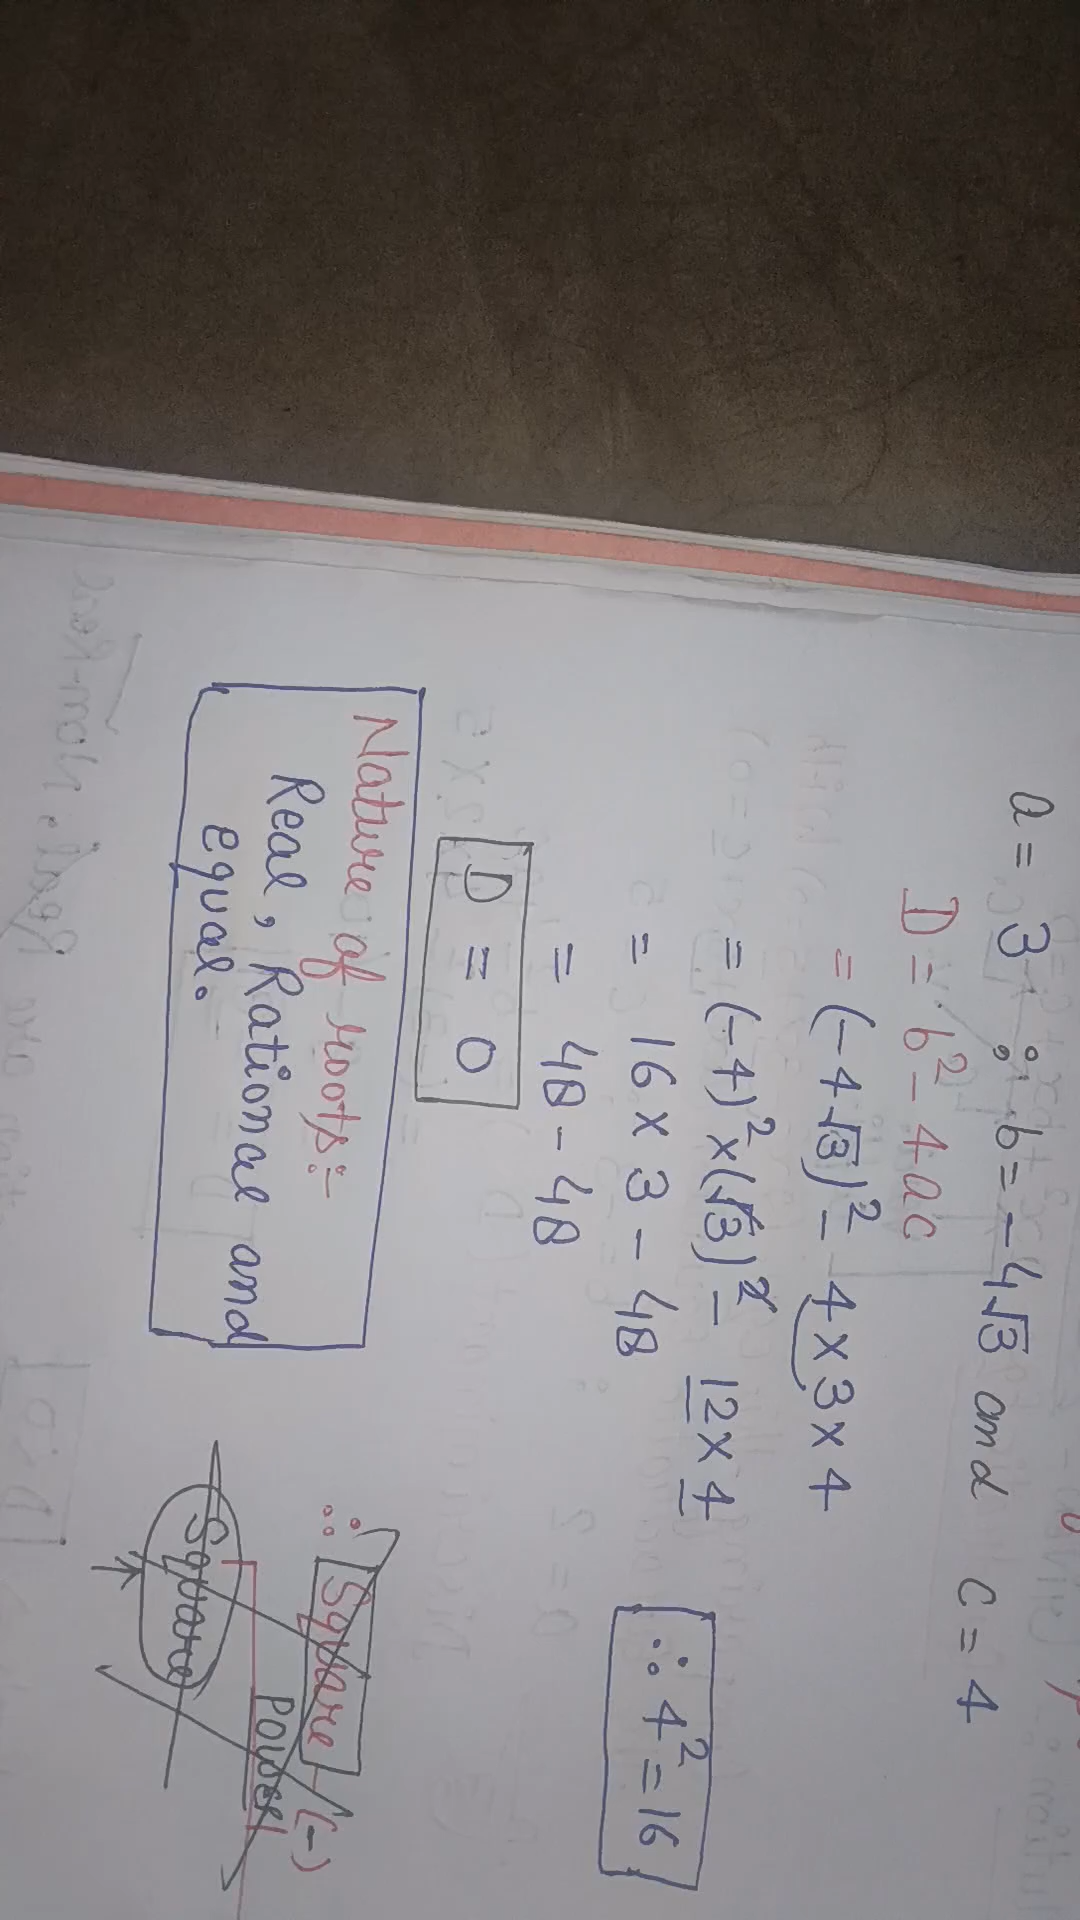 a = 3 ; b = -4√3 and c = 4
D = b² - 4ac
= (-4√3)² - 4 × 3 × 4
= (-4)² × (√3)² - 12 × 4
= 16 × 3 - 48
∴ 4² = 16
= 48 - 48
D = 0
Nature of roots:-
Real, Rational and
equal.
∴ Square (-)
Power
Square